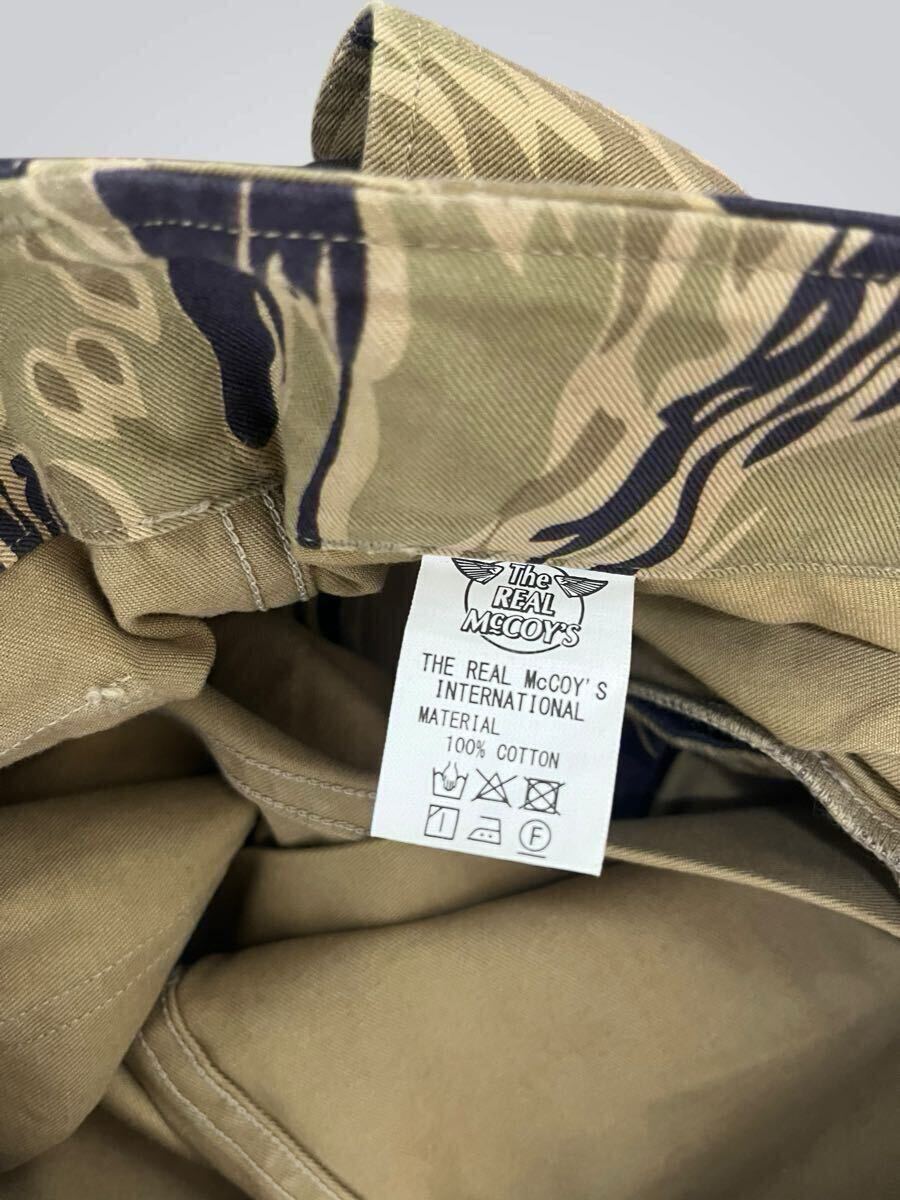 The
REAL
McCOY'S
THE REAL McCOY'S
INTERNATIONAL
MATERIAL
100% COTTON
F